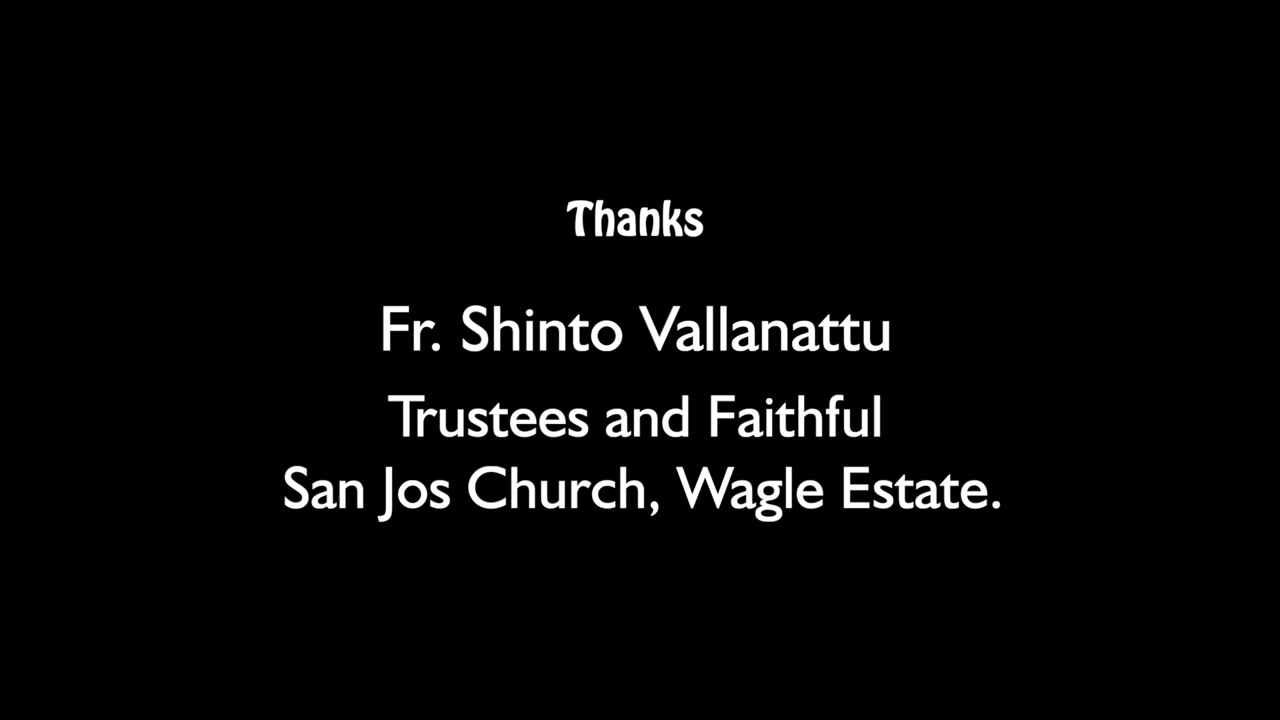 Thanks
Fr. Shinto Vallanattu
Trustees and Faithful
San Jos Church, Wagle Estate.